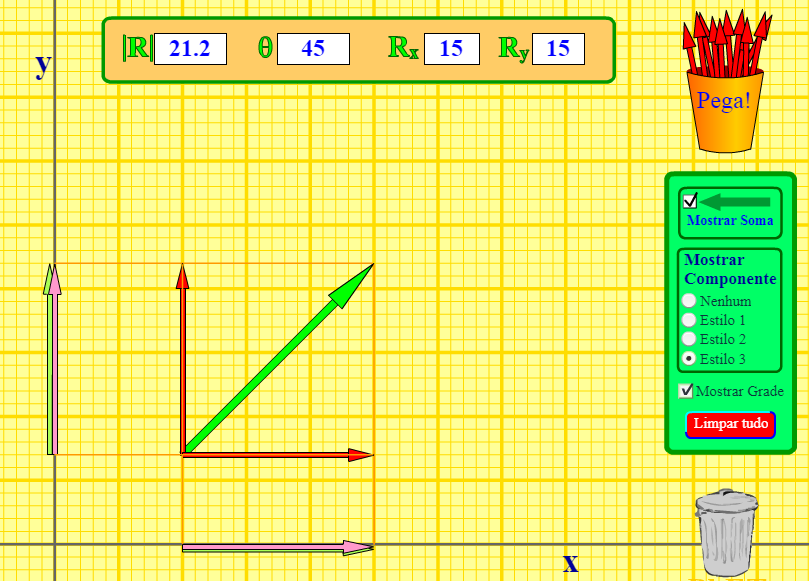 |R| 21.2 θ 45 Rx 15 Ry 15
y
Pega!
Mostrar Soma
Mostrar
Componente
Nenhum
Estilo 1
Estilo 2
Estilo 3
Mostrar Grade
Limpar tudo
x